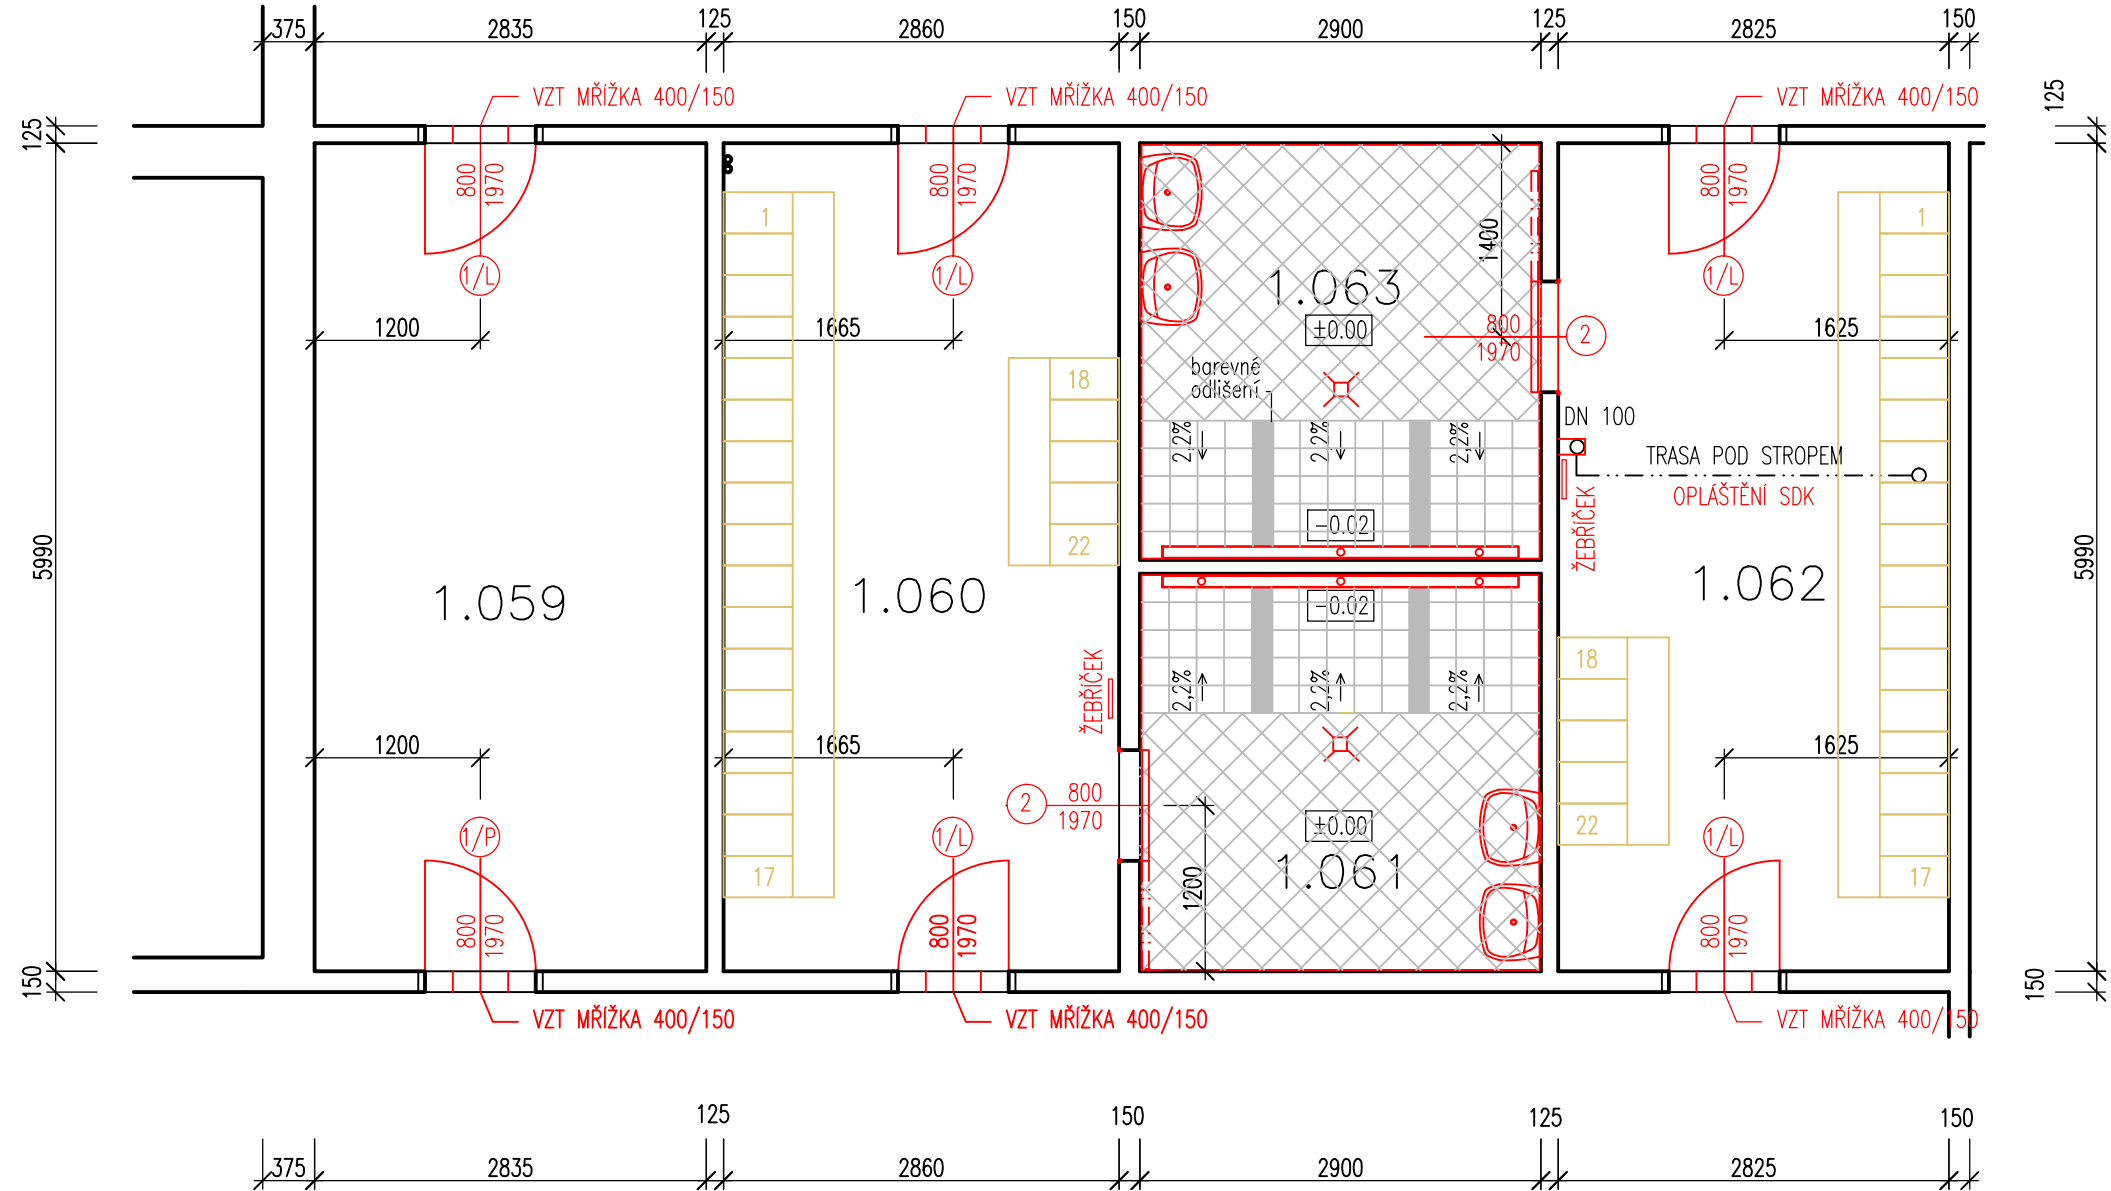 375 2835 125 2860 150 2900 125 2825 150
VZT MŘÍŽKA 400/150
VZT MŘÍŽKA 400/150
VZT MŘÍŽKA 400/150
125
125
800
1970
800
1970
800
1970
1/L
1/L
1/L
1200
1665
1625
1
1
1400
1.063
±0.00
800
1970
2
barevné
odlišení
18
22
2,2%
2,2%
2,2%
DN 100
TRASA POD STROPEM
OPLÁŠTĚNÍ SDK
ŽEBŘÍČEK
-0.02
5990
5990
1.059
1.060
1.062
-0.02
2,2%
2,2%
2,2%
ŽEBŘÍČEK
18
22
1200
1665
1625
2
800
1970
±0.00
1.061
1200
1/P
1/L
1/L
17
17
800
1970
800
1970
800
1970
150
150
VZT MŘÍŽKA 400/150
VZT MŘÍŽKA 400/150
VZT MŘÍŽKA 400/150
375 2835 125 2860 150 2900 125 2825 150